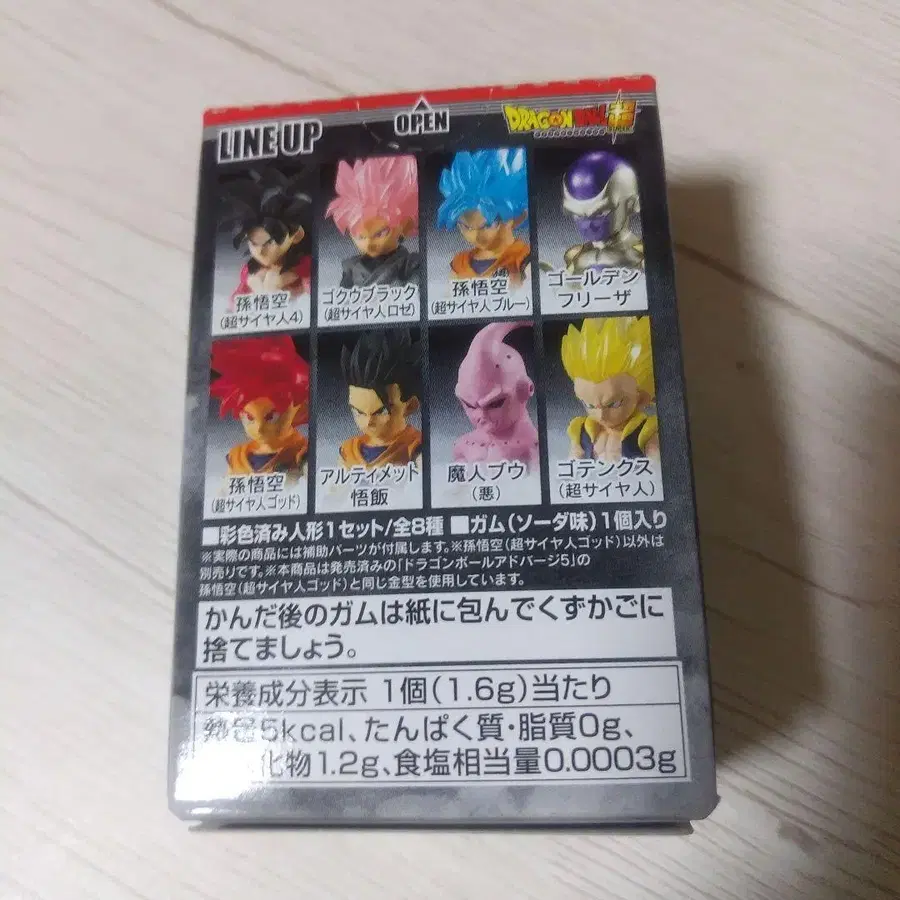 LINE UP
OPEN
DRAGON BALL超
孫悟空
(超サイヤ人4)
ゴクウブラック
(超サイヤ人ロゼ)
孫悟空
(超サイヤ人ブルー)
ゴールデン
フリーザ
孫悟空
(超サイヤ人ゴッド)
アルティメット
悟飯
魔人ブウ
(悪)
ゴテンクス
(超サイヤ人)
■彩色済み人形1セット/全8種 ■ガム(ソーダ味)1個入り
※実際の商品には補助パーツが付属します。※孫悟空(超サイヤ人ゴッド)以外は
別売りです。※本商品は発売済みの「ドラゴンボールアドバージ5」の
孫悟空(超サイヤ人ゴッド)と同じ金型を使用しています。
かんだ後のガムは紙に包んでくずかごに
捨てましょう。
栄養成分表示 1個(1.6g)当たり
熱量5kcal、たんぱく質・脂質0g、
化物1.2g、食塩相当量0.0003g